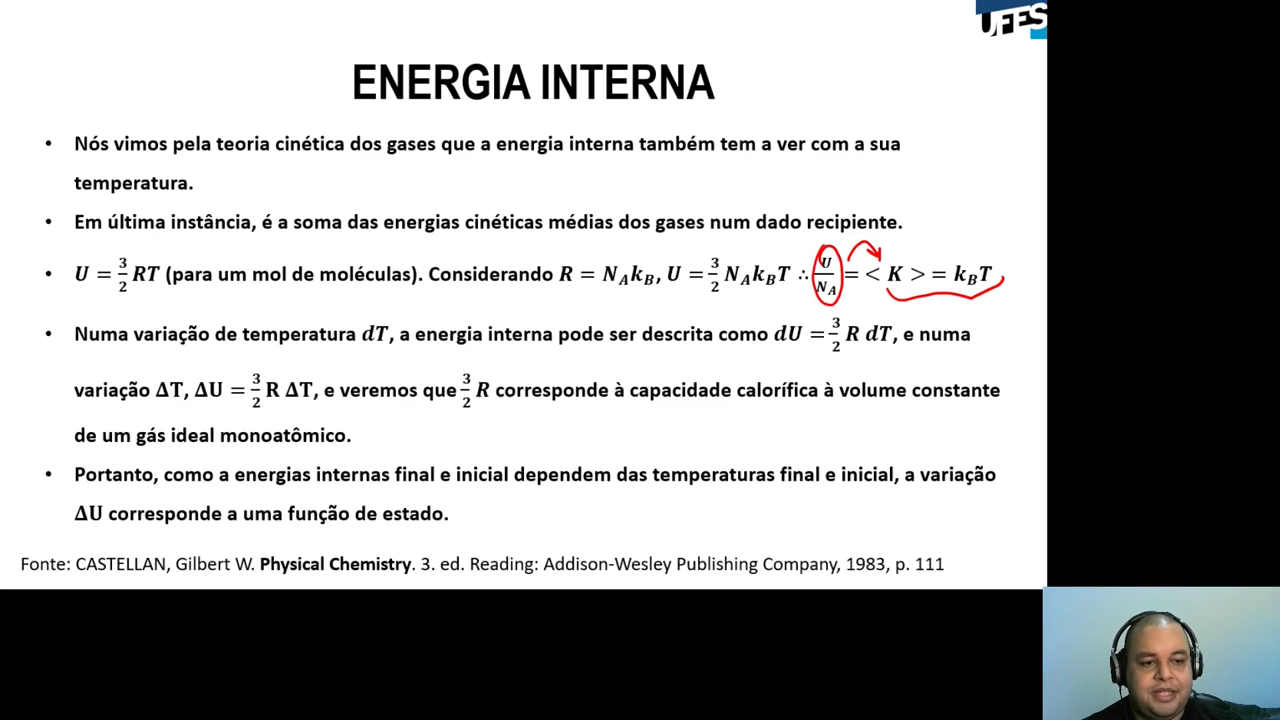 UFES
ENERGIA INTERNA
• Nós vimos pela teoria cinética dos gases que a energia interna também tem a ver com a sua
temperatura.
• Em última instância, é a soma das energias cinéticas médias dos gases num dado recipiente.
• U = 3/2 RT (para um mol de moléculas). Considerando R = N_A k_B, U = 3/2 N_A k_B T ∴ U/N_A = < K > = k_B T
• Numa variação de temperatura dT, a energia interna pode ser descrita como dU = 3/2 R dT, e numa
variação ΔT, ΔU = 3/2 R ΔT, e veremos que 3/2 R corresponde à capacidade calorífica à volume constante
de um gás ideal monoatômico.
• Portanto, como a energias internas final e inicial dependem das temperaturas final e inicial, a variação
ΔU corresponde a uma função de estado.
Fonte: CASTELLAN, Gilbert W. Physical Chemistry. 3. ed. Reading: Addison-Wesley Publishing Company, 1983, p. 111